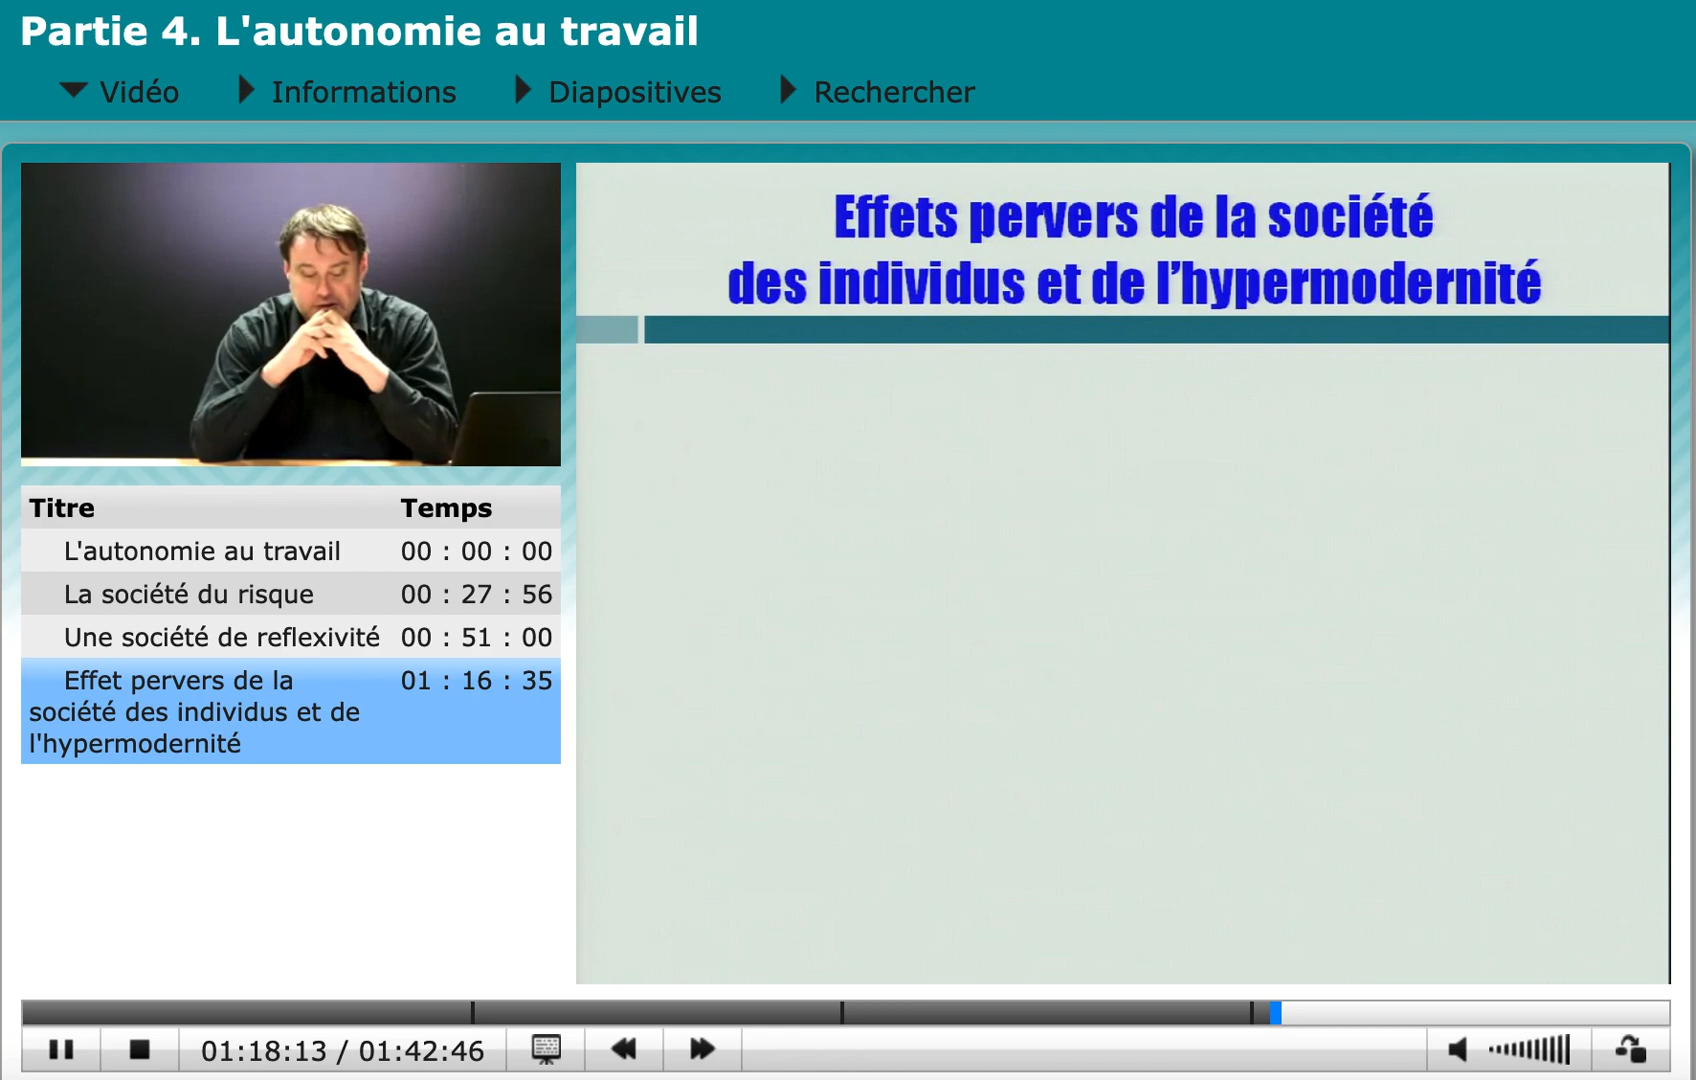 Partie 4. L'autonomie au travail
Vidéo Informations Diapositives Rechercher
Effets pervers de la société
des individus et de l’hypermodernité
Titre Temps
L'autonomie au travail 00 : 00 : 00
La société du risque 00 : 27 : 56
Une société de reflexivité 00 : 51 : 00
Effet pervers de la 01 : 16 : 35
société des individus et de
l'hypermodernité
01:18:13 / 01:42:46